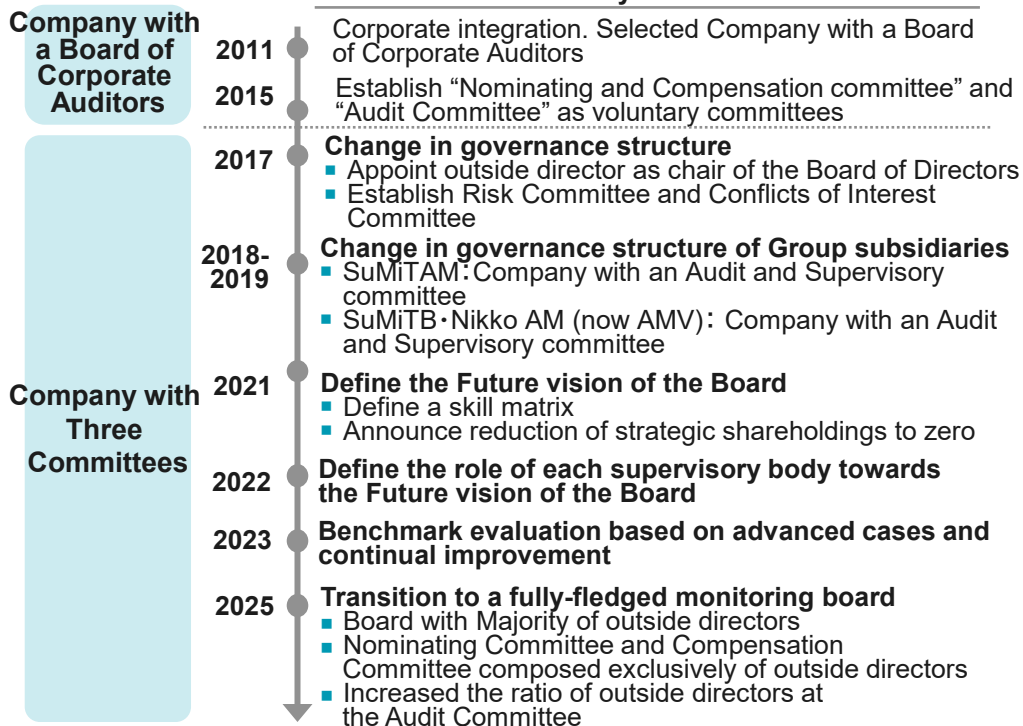 Company with
a Board of
Corporate
Auditors
2011
Corporate integration. Selected Company with a Board
of Corporate Auditors
2015
Establish “Nominating and Compensation committee” and
“Audit Committee” as voluntary committees
Company with
Three
Committees
2017
Change in governance structure
▪ Appoint outside director as chair of the Board of Directors
▪ Establish Risk Committee and Conflicts of Interest
Committee
2018-
2019
Change in governance structure of Group subsidiaries
▪ SuMiTAM：Company with an Audit and Supervisory
committee
▪ SuMiTB・Nikko AM (now AMV)： Company with an Audit
and Supervisory committee
2021
Define the Future vision of the Board
▪ Define a skill matrix
▪ Announce reduction of strategic shareholdings to zero
2022
Define the role of each supervisory body towards
the Future vision of the Board
2023
Benchmark evaluation based on advanced cases and
continual improvement
2025
Transition to a fully-fledged monitoring board
▪ Board with Majority of outside directors
▪ Nominating Committee and Compensation
Committee composed exclusively of outside directors
▪ Increased the ratio of outside directors at
the Audit Committee